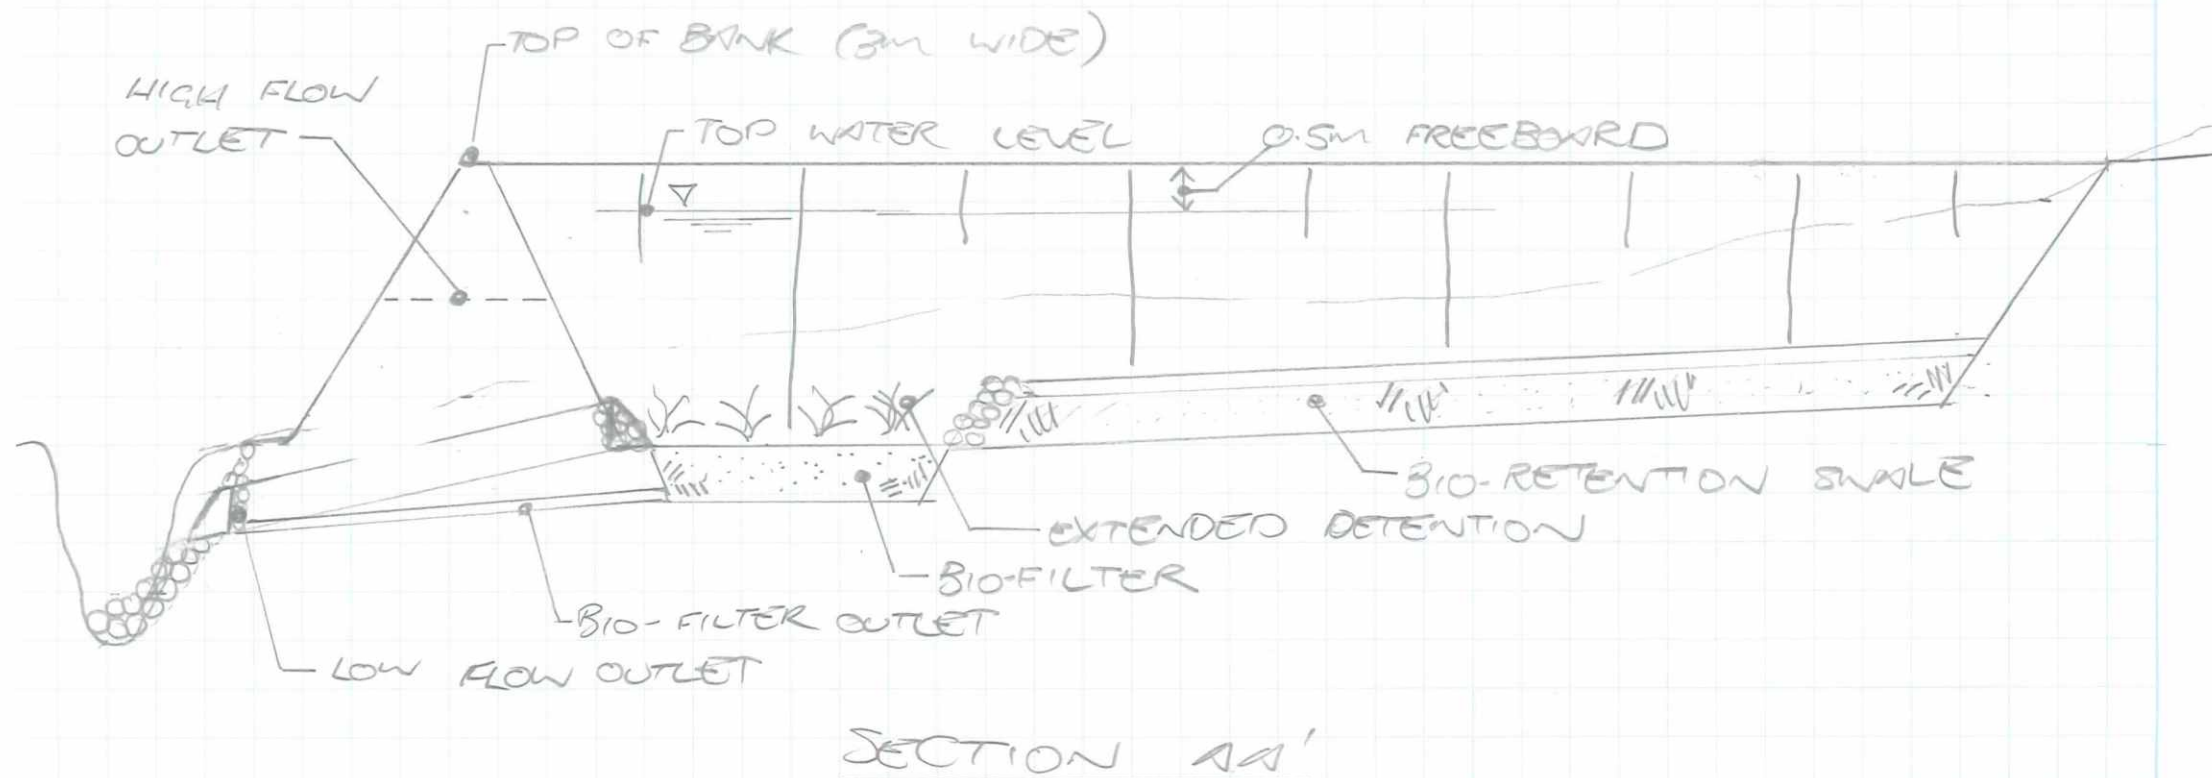 TOP OF BANK (3m WIDE)
HIGH FLOW
OUTLET
TOP WATER LEVEL
0.5m FREEBOARD
BIO-RETENTION SWALE
EXTENDED DETENTION
BIO-FILTER
BIO-FILTER OUTLET
LOW FLOW OUTLET
SECTION AA'